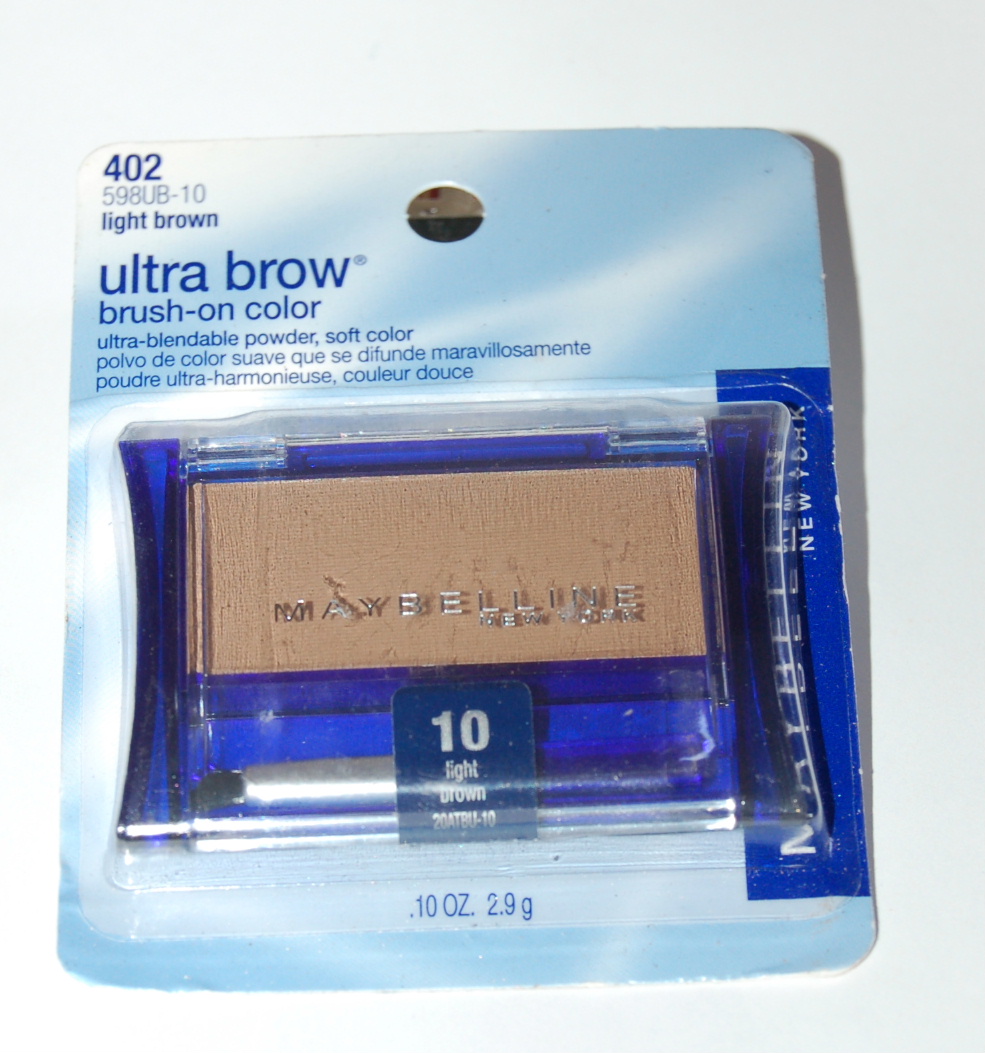 402
598UB-10
light brown
ultra brow®
brush-on color
ultra-blendable powder, soft color
polvo de color suave que se difunde maravillosamente
poudre ultra-harmonieuse, couleur douce
MAYBELLINE
NEW YORK
MAYBELLINE
NEW YORK
10
light
brown
20ATBU-10
.10 OZ. 2.9 g